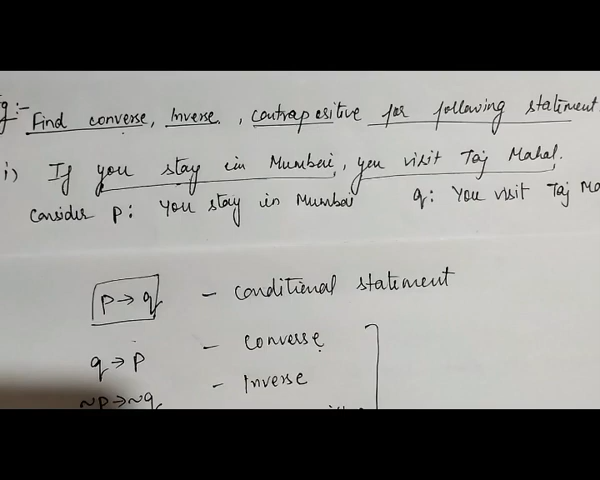 g:- Find converse, Inverse, contrapositive for following statement
i) If you stay in Mumbai, you visit Taj Mahal.
Consider p: You stay in Mumbai q: You visit Taj Ma
p→q - Conditional statement
q→p - Converse
~p→~q - Inverse